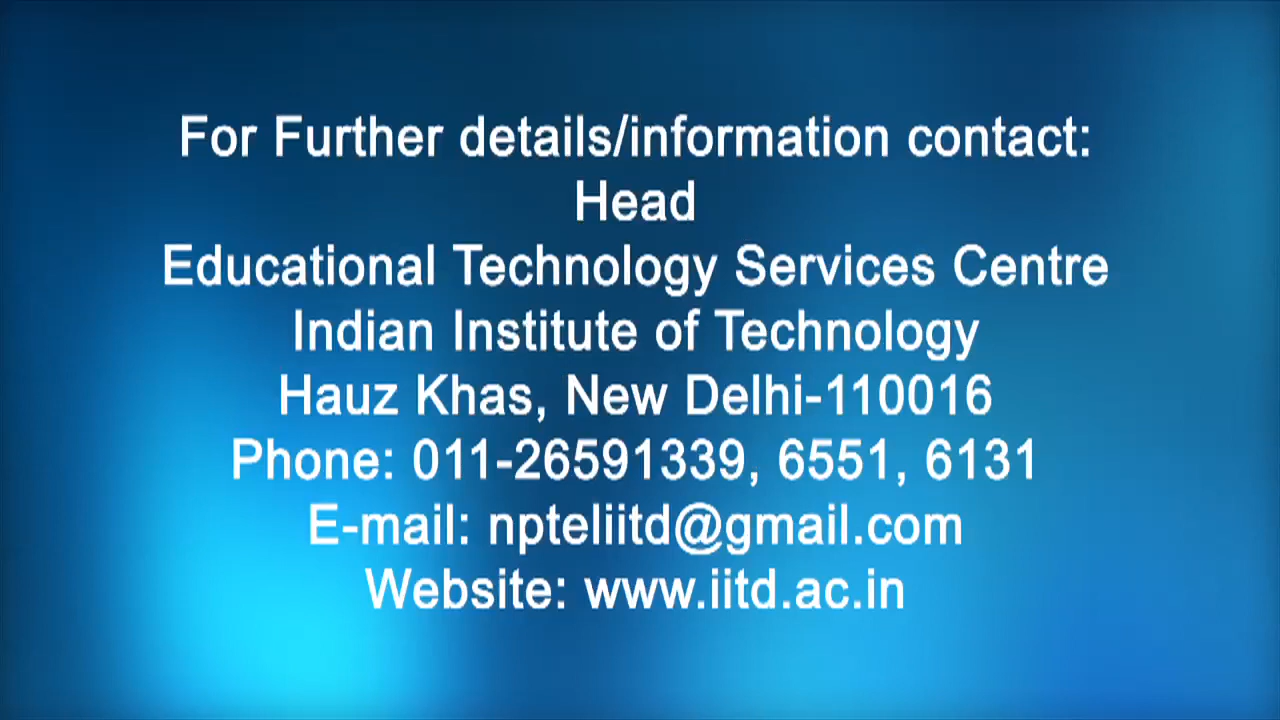 For Further details/information contact:
Head
Educational Technology Services Centre
Indian Institute of Technology
Hauz Khas, New Delhi-110016
Phone: 011-26591339, 6551, 6131
E-mail: npteliitd@gmail.com
Website: www.iitd.ac.in